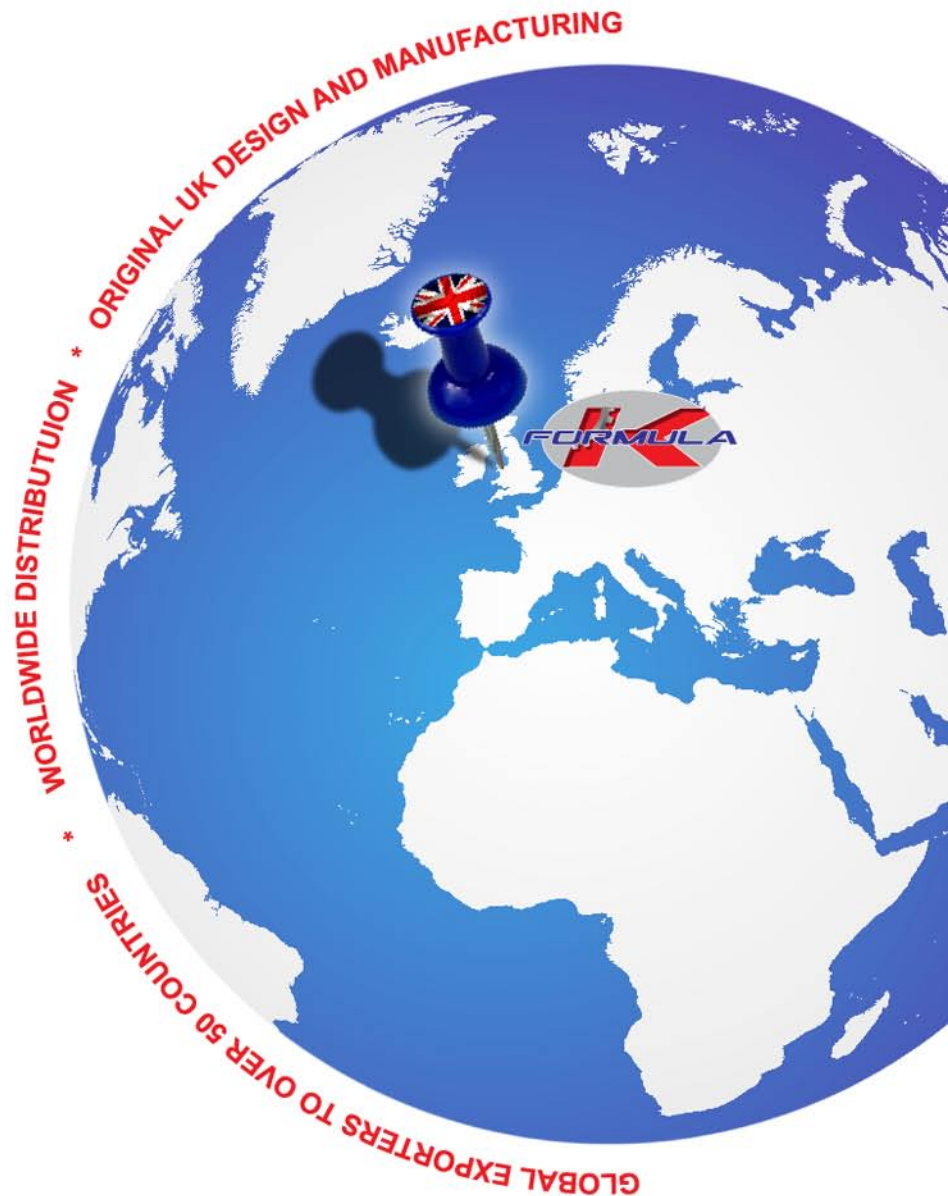 ORIGINAL UK DESIGN AND MANUFACTURING
*
WORLDWIDE DISTRIBUTUION
*
GLOBAL EXPORTERS TO OVER 50 COUNTRIES
FORMULA K